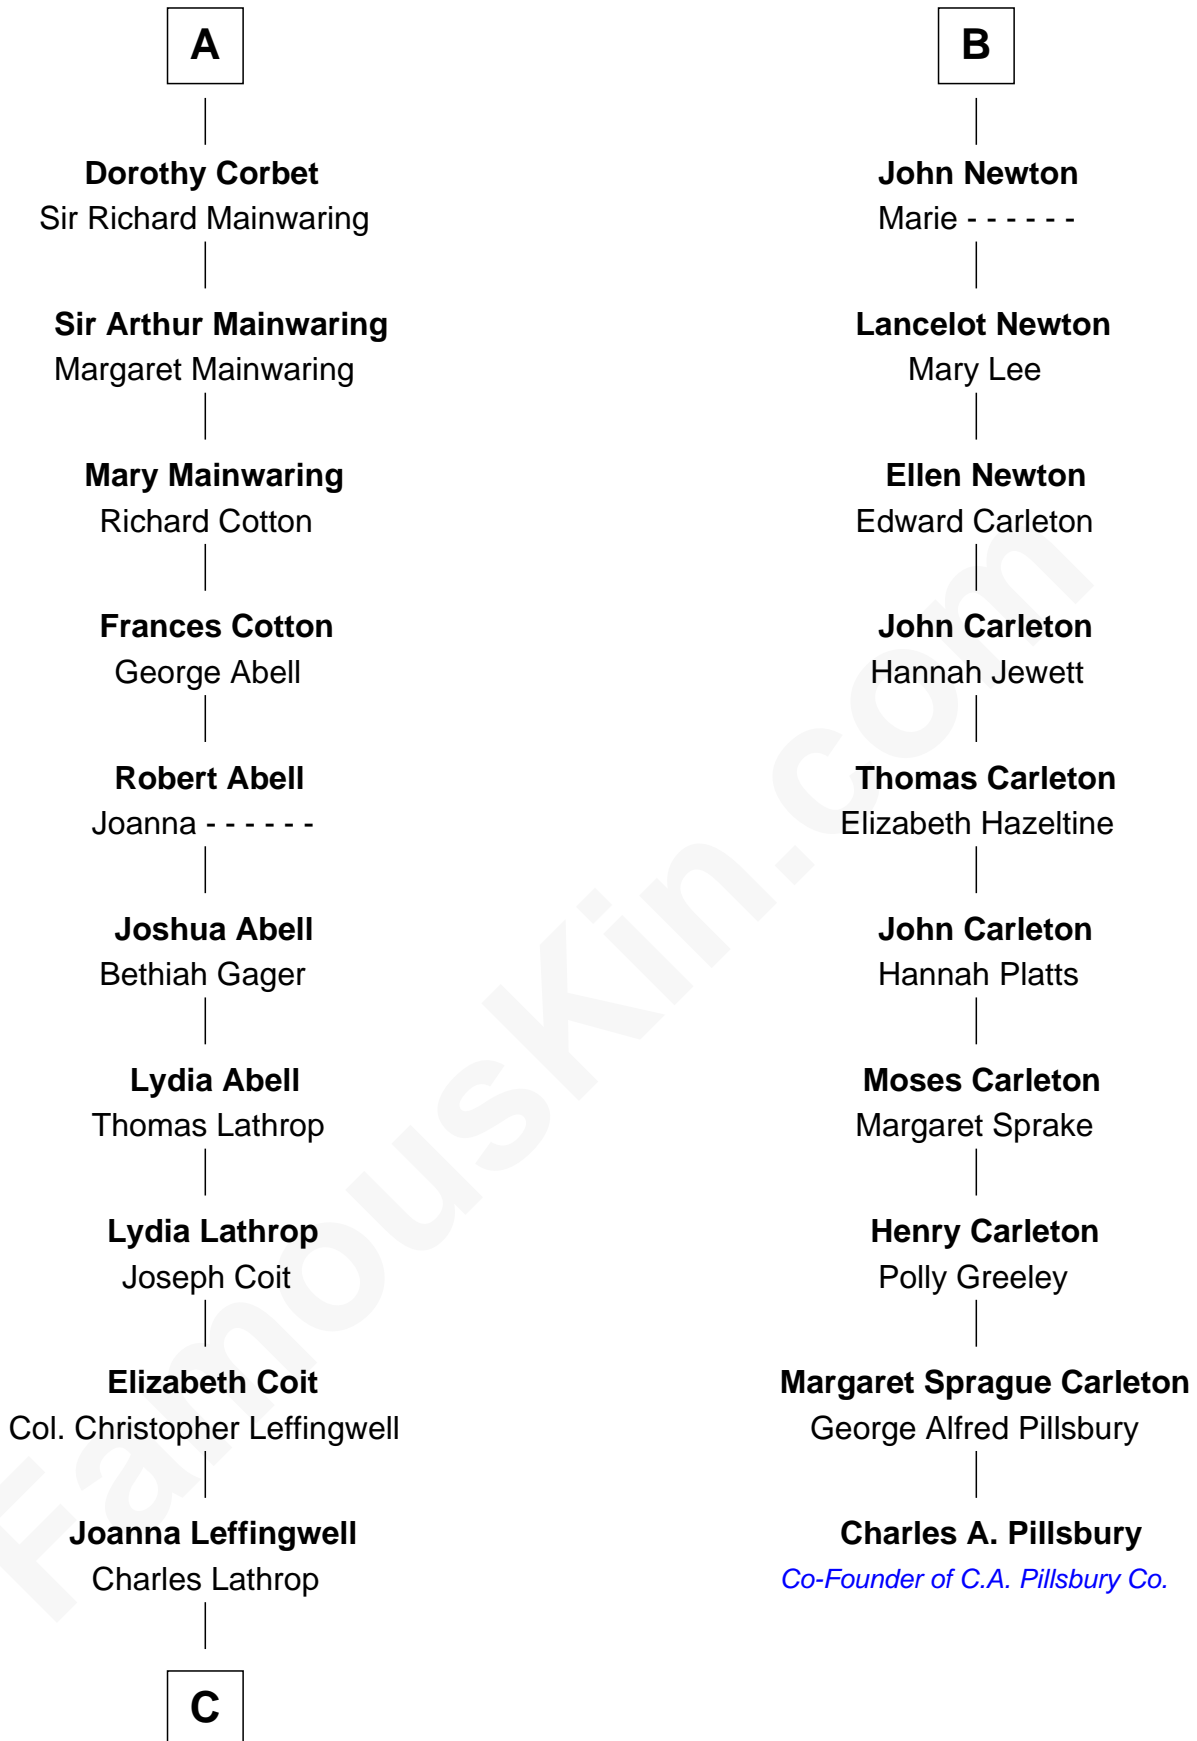 A
Dorothy Corbet
Sir Richard Mainwaring
Sir Arthur Mainwaring
Margaret Mainwaring
Mary Mainwaring
Richard Cotton
Frances Cotton
George Abell
Robert Abell
Joanna - - - - - -
Joshua Abell
Bethiah Gager
Lydia Abell
Thomas Lathrop
Lydia Lathrop
Joseph Coit
Elizabeth Coit
Col. Christopher Leffingwell
Joanna Leffingwell
Charles Lathrop
C
B
John Newton
Marie - - - - - -
Lancelot Newton
Mary Lee
Ellen Newton
Edward Carleton
John Carleton
Hannah Jewett
Thomas Carleton
Elizabeth Hazeltine
John Carleton
Hannah Platts
Moses Carleton
Margaret Sprake
Henry Carleton
Polly Greeley
Margaret Sprague Carleton
George Alfred Pillsbury
Charles A. Pillsbury
Co-Founder of C.A. Pillsbury Co.
FamousKin.com